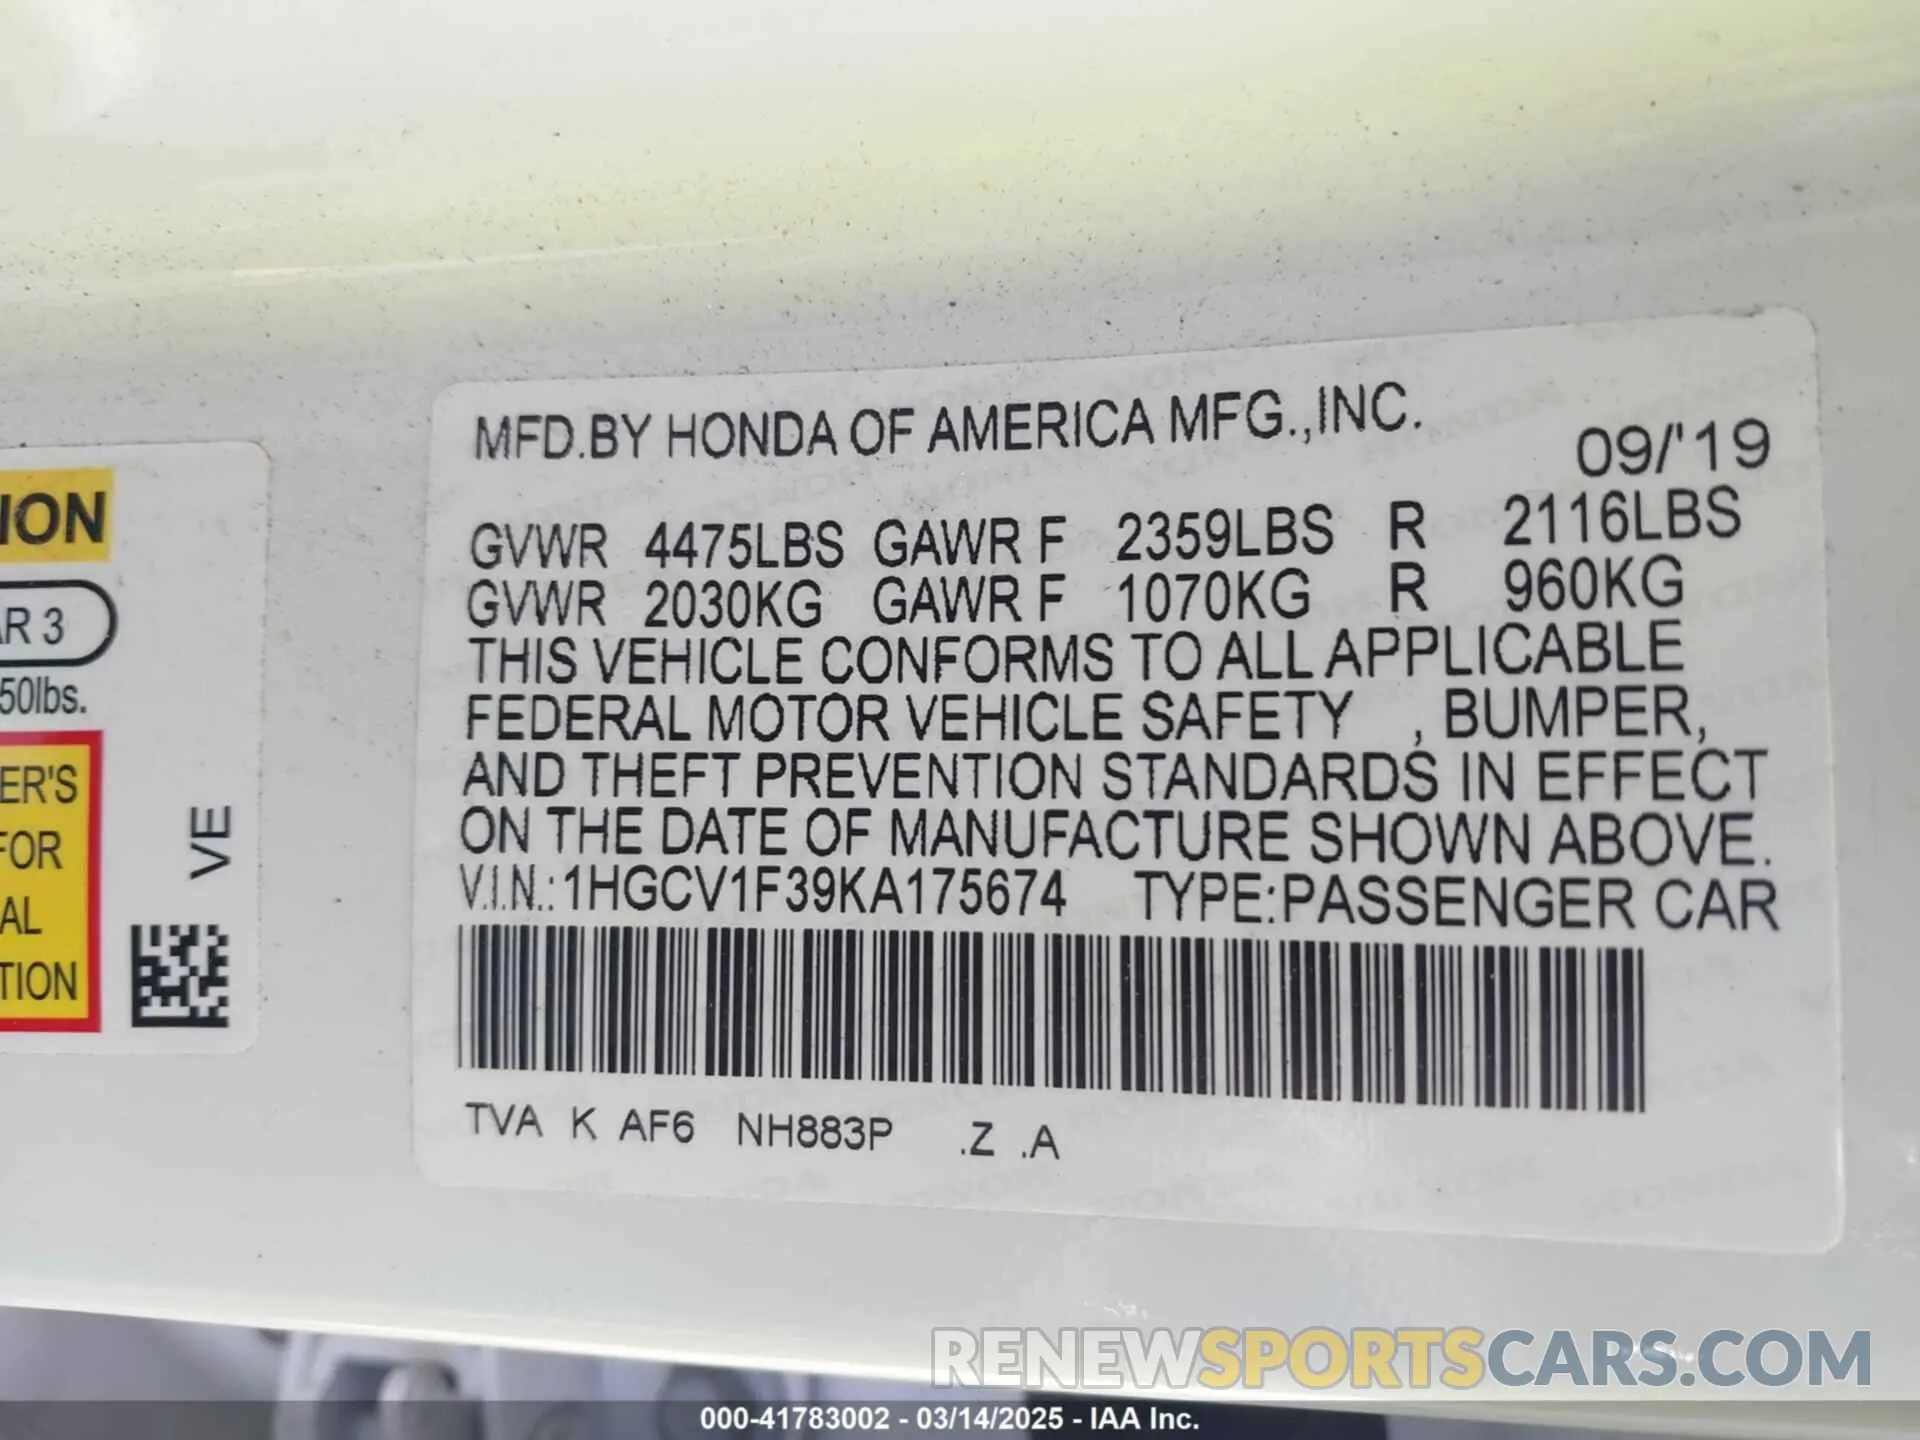 MFD.BY HONDA OF AMERICA MFG.,INC.
09/'19
GVWR 4475LBS GAWR F 2359LBS R 2116LBS
GVWR 2030KG GAWR F 1070KG R 960KG
THIS VEHICLE CONFORMS TO ALL APPLICABLE
FEDERAL MOTOR VEHICLE SAFETY , BUMPER,
AND THEFT PREVENTION STANDARDS IN EFFECT
ON THE DATE OF MANUFACTURE SHOWN ABOVE.
V.I.N.:1HGCV1F39KA175674 TYPE:PASSENGER CAR
TVA K AF6 NH883P .Z .A
ION
AR 3
50lbs.
ER'S
FOR
AL
TION
VE
RENEWSPORTSCARS.COM
000-41783002 - 03/14/2025 - IAA Inc.